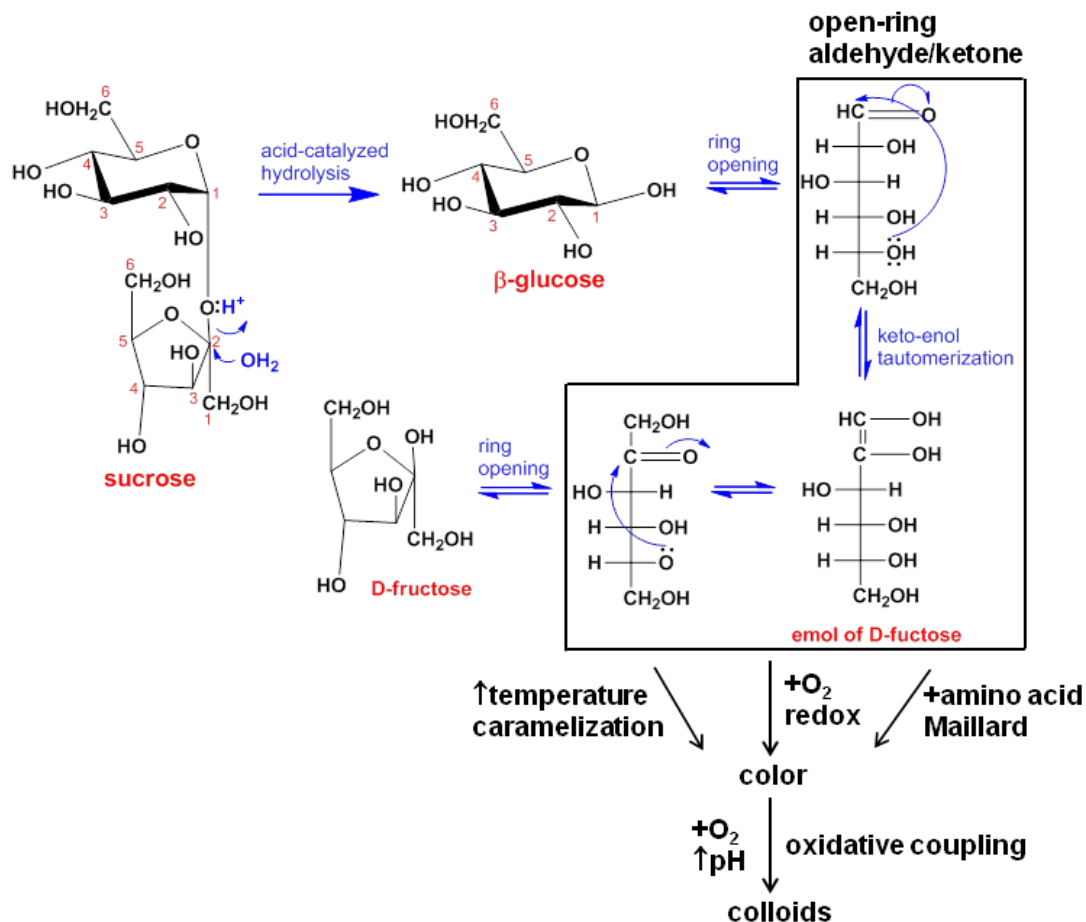 open-ring
aldehyde/ketone
6
HOH₂C
5
O
HO
4
HO
3
2
HO
1
acid-catalyzed
hydrolysis
6
HOH₂C
5
O
HO
4
HO
3
2
OH
1
OH
β-glucose
ring
opening
HC
O
H
OH
HO
H
H
OH
H
OH
CH₂OH
6
CH₂OH
O:H⁺
O
5
HO
2
OH₂
4
3
CH₂OH
1
HO
sucrose
keto-enol
tautomerization
CH₂OH
O
OH
HO
CH₂OH
HO
D-fructose
ring
opening
CH₂OH
C
O
HO
H
H
OH
H
O
CH₂OH
HC
OH
OH
HO
H
H
OH
H
OH
CH₂OH
emol of D-fuctose
↑temperature
caramelization
+O₂
redox
+amino acid
Maillard
color
+O₂
↑pH
oxidative coupling
colloids